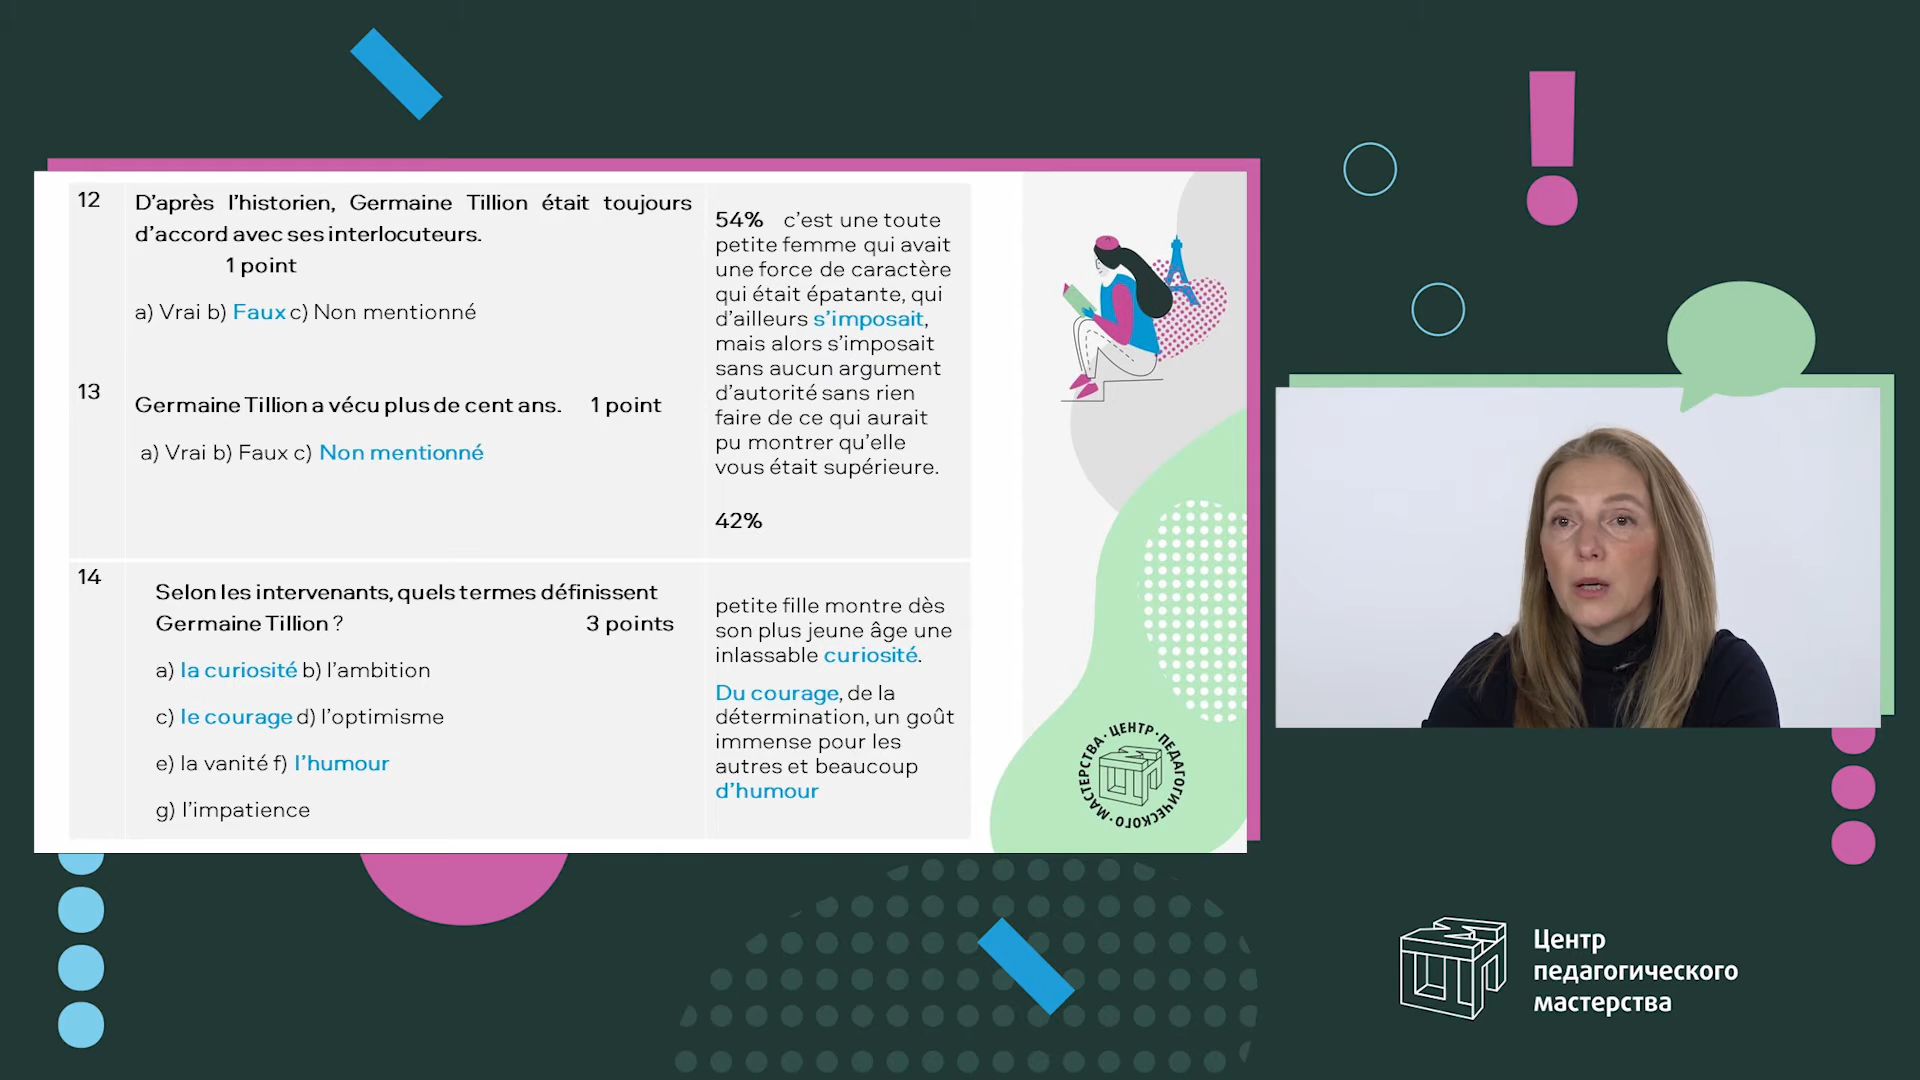 12
D'après l'historien, Germaine Tillion était toujours
d'accord avec ses interlocuteurs.
1 point
a) Vrai b) Faux c) Non mentionné
13
Germaine Tillion a vécu plus de cent ans. 1 point
a) Vrai b) Faux c) Non mentionné
54% c'est une toute
petite femme qui avait
une force de caractère
qui était épatante, qui
d'ailleurs s'imposait,
mais alors s'imposait
sans aucun argument
d'autorité sans rien
faire de ce qui aurait
pu montrer qu'elle
vous était supérieure.
42%
14
Selon les intervenants, quels termes définissent
Germaine Tillion ? 3 points
a) la curiosité b) l'ambition
c) le courage d) l'optimisme
e) la vanité f) l'humour
g) l'impatience
petite fille montre dès
son plus jeune âge une
inlassable curiosité.
Du courage, de la
détermination, un goût
immense pour les
autres et beaucoup
d'humour
ЦЕНТР·ПЕДАГОГИЧЕСКОГО·МАСТЕРСТВА·
Центр
педагогического
мастерства